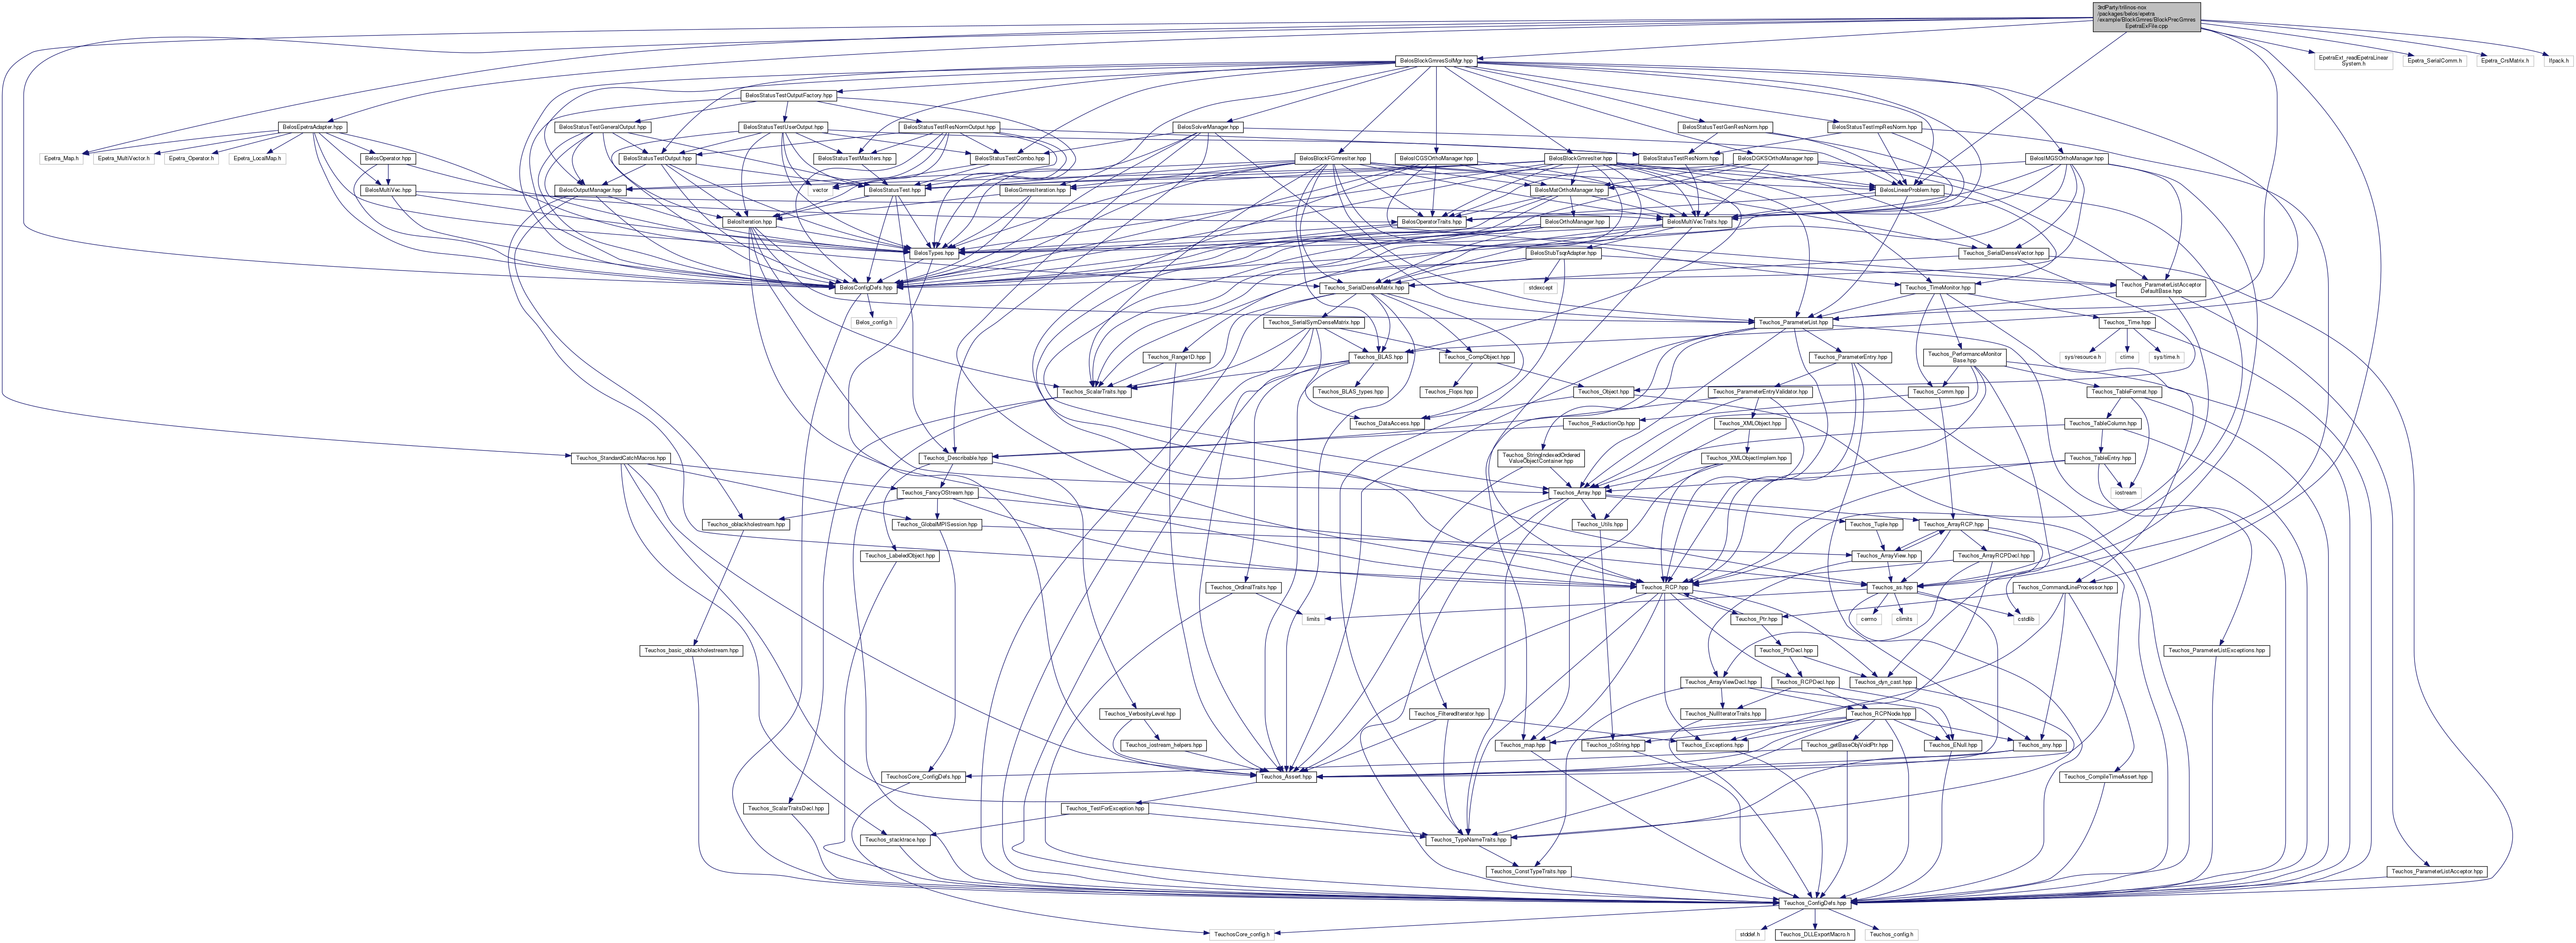 3rdParty/trilinos-nox
/packages/belos/epetra
/example/BlockGmres/BlockPrecGmres
EpetraExFile.cpp
BelosBlockGmresSolMgr.hpp
EpetraExt_readEpetraLinear
System.h
Epetra_SerialComm.h
Epetra_CrsMatrix.h
Ifpack.h
BelosStatusTestOutputFactory.hpp
BelosEpetraAdapter.hpp
BelosStatusTestGeneralOutput.hpp
BelosStatusTestUserOutput.hpp
BelosStatusTestResNormOutput.hpp
BelosSolverManager.hpp
BelosStatusTestGenResNorm.hpp
BelosStatusTestImpResNorm.hpp
Epetra_Map.h
Epetra_MultiVector.h
Epetra_Operator.h
Epetra_LocalMap.h
BelosOperator.hpp
BelosStatusTestOutput.hpp
BelosStatusTestMaxIters.hpp
BelosStatusTestCombo.hpp
BelosBlockFGmresIter.hpp
BelosICGSOrthoManager.hpp
BelosBlockGmresIter.hpp
BelosStatusTestResNorm.hpp
BelosDGKSOrthoManager.hpp
BelosIMGSOrthoManager.hpp
BelosMultiVec.hpp
BelosOutputManager.hpp
vector
BelosStatusTest.hpp
BelosGmresIteration.hpp
BelosMatOrthoManager.hpp
BelosLinearProblem.hpp
BelosIteration.hpp
BelosOperatorTraits.hpp
BelosOrthoManager.hpp
BelosMultiVecTraits.hpp
BelosTypes.hpp
BelosStubTsqrAdapter.hpp
Teuchos_SerialDenseVector.hpp
BelosConfigDefs.hpp
Teuchos_SerialDenseMatrix.hpp
stdexcept
Teuchos_TimeMonitor.hpp
Teuchos_ParameterListAcceptor
DefaultBase.hpp
Belos_config.h
Teuchos_SerialSymDenseMatrix.hpp
Teuchos_ParameterList.hpp
Teuchos_Time.hpp
Teuchos_Range1D.hpp
Teuchos_BLAS.hpp
Teuchos_CompObject.hpp
Teuchos_ParameterEntry.hpp
Teuchos_PerformanceMonitor
Base.hpp
sys/resource.h
ctime
sys/time.h
Teuchos_ScalarTraits.hpp
Teuchos_BLAS_types.hpp
Teuchos_Flops.hpp
Teuchos_Object.hpp
Teuchos_ParameterEntryValidator.hpp
Teuchos_Comm.hpp
Teuchos_TableFormat.hpp
Teuchos_DataAccess.hpp
Teuchos_ReductionOp.hpp
Teuchos_XMLObject.hpp
Teuchos_TableColumn.hpp
Teuchos_StandardCatchMacros.hpp
Teuchos_Describable.hpp
Teuchos_StringIndexedOrdered
ValueObjectContainer.hpp
Teuchos_XMLObjectImplem.hpp
Teuchos_TableEntry.hpp
Teuchos_FancyOStream.hpp
Teuchos_Array.hpp
iostream
Teuchos_oblackholestream.hpp
Teuchos_GlobalMPISession.hpp
Teuchos_Utils.hpp
Teuchos_Tuple.hpp
Teuchos_ArrayRCP.hpp
Teuchos_LabeledObject.hpp
Teuchos_ArrayView.hpp
Teuchos_ArrayRCPDecl.hpp
Teuchos_OrdinalTraits.hpp
Teuchos_RCP.hpp
Teuchos_as.hpp
Teuchos_CommandLineProcessor.hpp
limits
Teuchos_Ptr.hpp
cerrno
climits
cstdlib
Teuchos_basic_oblackholestream.hpp
Teuchos_PtrDecl.hpp
Teuchos_ParameterListExceptions.hpp
Teuchos_ArrayViewDecl.hpp
Teuchos_RCPDecl.hpp
Teuchos_dyn_cast.hpp
Teuchos_VerbosityLevel.hpp
Teuchos_FilteredIterator.hpp
Teuchos_NullIteratorTraits.hpp
Teuchos_RCPNode.hpp
Teuchos_iostream_helpers.hpp
Teuchos_map.hpp
Teuchos_toString.hpp
Teuchos_Exceptions.hpp
Teuchos_getBaseObjVoidPtr.hpp
Teuchos_ENull.hpp
Teuchos_any.hpp
TeuchosCore_ConfigDefs.hpp
Teuchos_Assert.hpp
Teuchos_CompileTimeAssert.hpp
Teuchos_ScalarTraitsDecl.hpp
Teuchos_TestForException.hpp
Teuchos_stacktrace.hpp
Teuchos_TypeNameTraits.hpp
Teuchos_ConstTypeTraits.hpp
Teuchos_ParameterListAcceptor.hpp
Teuchos_ConfigDefs.hpp
TeuchosCore_config.h
stddef.h
Teuchos_DLLExportMacro.h
Teuchos_config.h